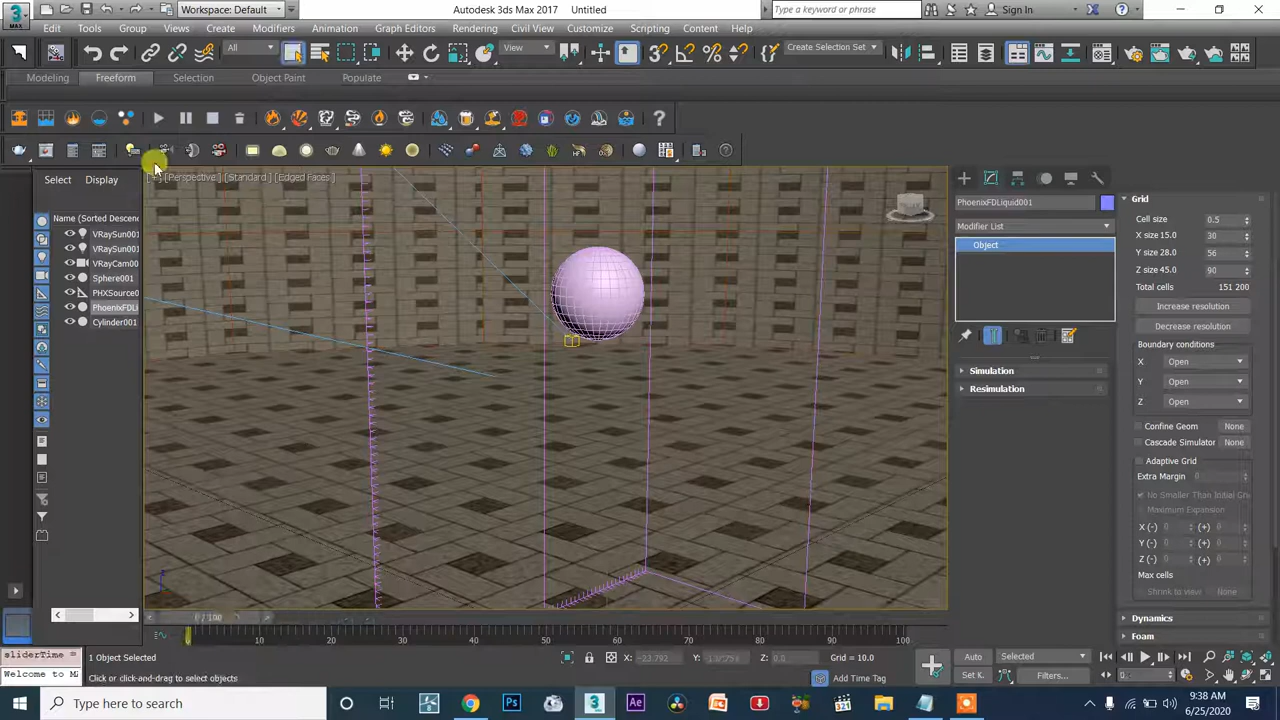 MAX
Workspace: Default
Autodesk 3ds Max 2017 Untitled
Type a keyword or phrase
Sign In
Edit Tools Group Views Create Modifiers Animation Graph Editors Rendering Civil View Customize Scripting Content Help
All View Create Selection Set
Modeling Freeform Selection Object Paint Populate
Select Display
[+] [Perspective] [Standard] [Edged Faces]
Name (Sorted Descen
VRaySun001
VRaySun00
VRayCam00
Sphere001
PHXSource0
PhoenixFDLi
Cylinder001
PhoenixFDLiquid001
Modifier List
Object
Simulation
Resimulation
Grid
Cell size 0.5
X size 15.0 30
Y size 28.0 56
Z size 45.0 90
Total cells 151 200
Increase resolution
Decrease resolution
Boundary conditions
X Open
Y Open
Z Open
Confine Geom None
Cascade Simulator None
Adaptive Grid
Extra Margin 0
No Smaller Than Initial Gri
Maximum Expansion
X (-) 0 (+) 0
Y (-) 0 (+) 0
Z (-) 0 (+) 0
Max cells
Shrink to view None
Dynamics
Foam
/ 100
10 20 30 40 50 60 70 80 90 100
sliderTime =
Welcome to M
1 Object Selected
Click or click-and-drag to select objects
X: -23.792 Y: Z: 0.0 Grid = 10.0
Add Time Tag
Auto Selected
Set K. Filters...
Type here to search
9:38 AM
6/25/2020